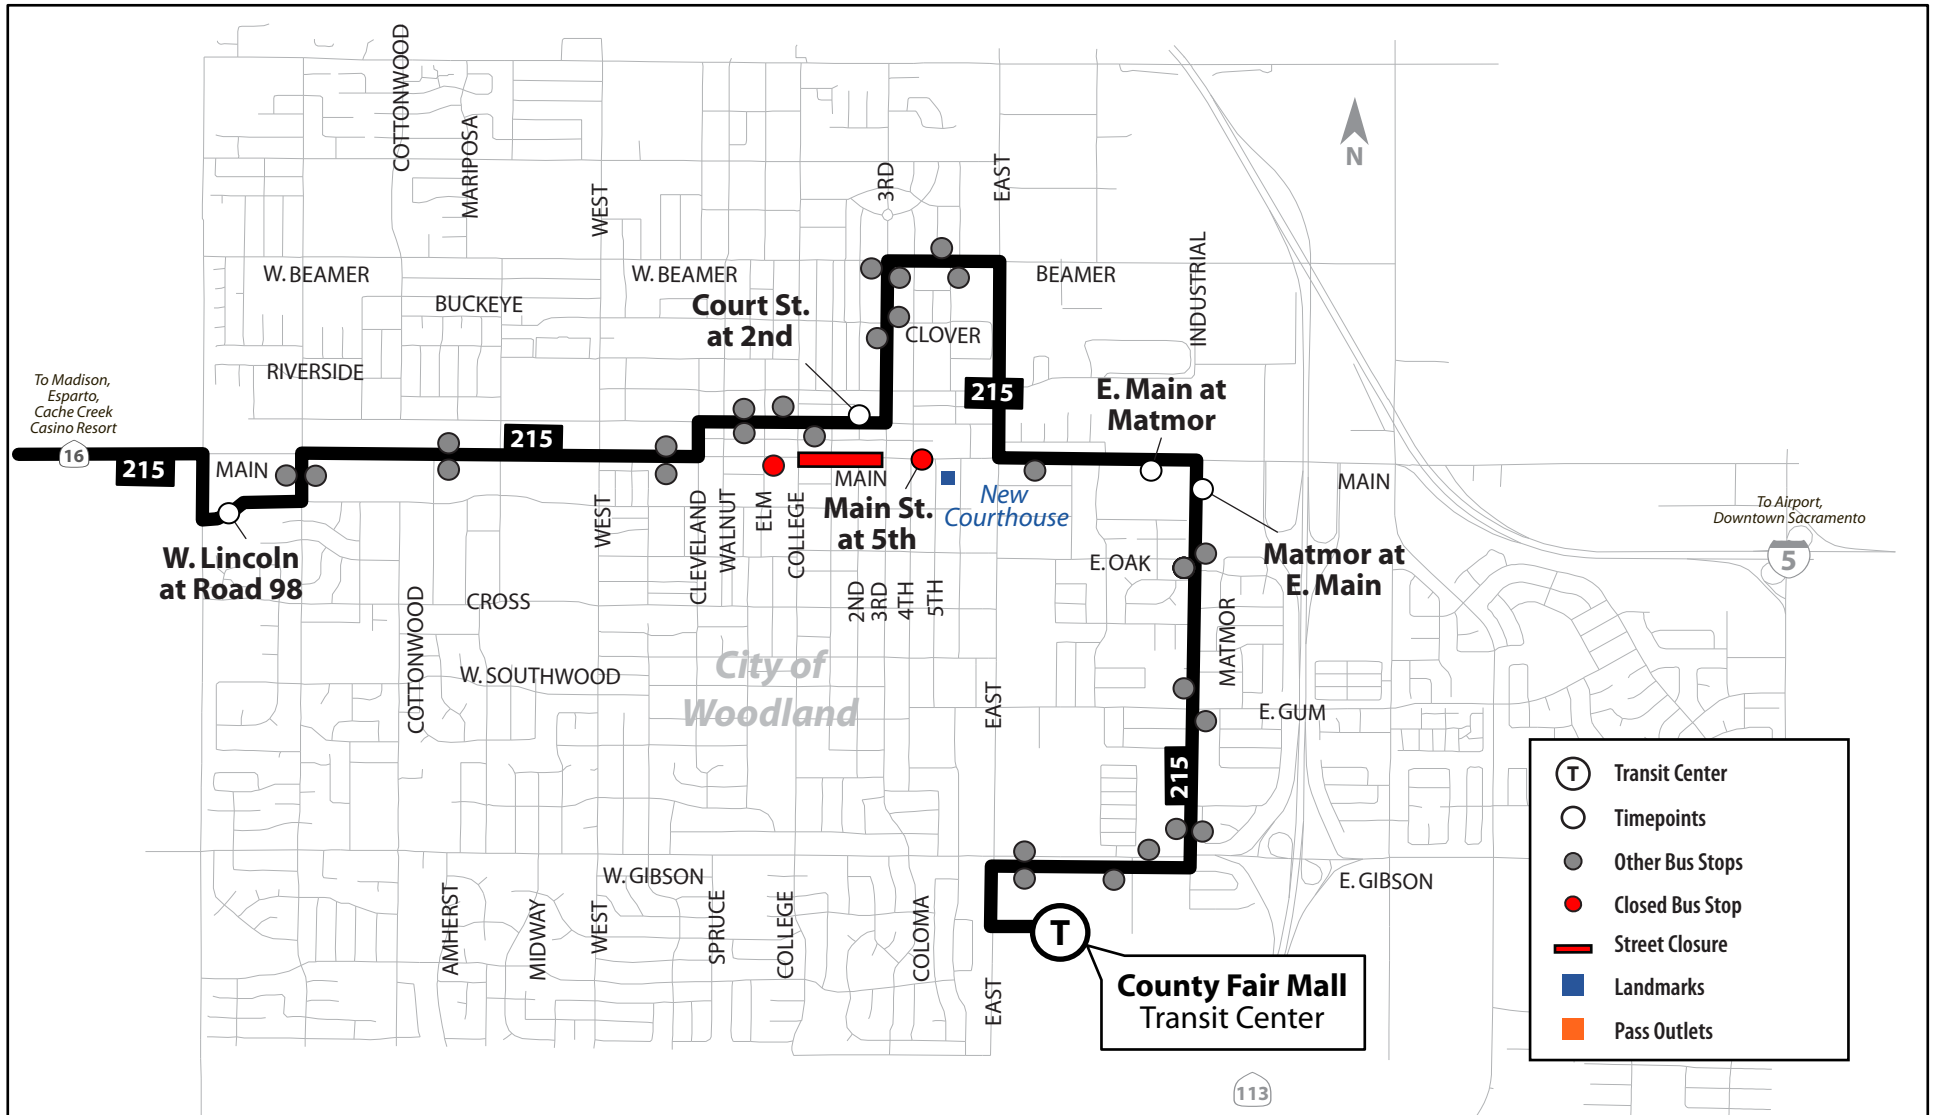 COTTONWOOD
MARIPOSA
WEST
3RD
EAST
N
INDUSTRIAL
W. BEAMER
W. BEAMER
BEAMER
BUCKEYE
Court St.
at 2nd
CLOVER
RIVERSIDE
To Madison,
Esparto,
Cache Creek
Casino Resort
16
215
215
215
E. Main at
Matmor
MAIN
MAIN
MAIN
W. Lincoln
at Road 98
WEST
CLEVELAND
WALNUT
ELM
COLLEGE
Main St.
at 5th
New
Courthouse
2ND
3RD
4TH
5TH
E. OAK
Matmor at
E. Main
To Airport,
Downtown Sacramento
5
CROSS
COTTONWOOD
W. SOUTHWOOD
City of
Woodland
EAST
MATMOR
E. GUM
215
W. GIBSON
E. GIBSON
AMHERST
MIDWAY
WEST
SPRUCE
COLLEGE
COLOMA
EAST
T
County Fair Mall
Transit Center
113
T
Transit Center
Timepoints
Other Bus Stops
Closed Bus Stop
Street Closure
Landmarks
Pass Outlets